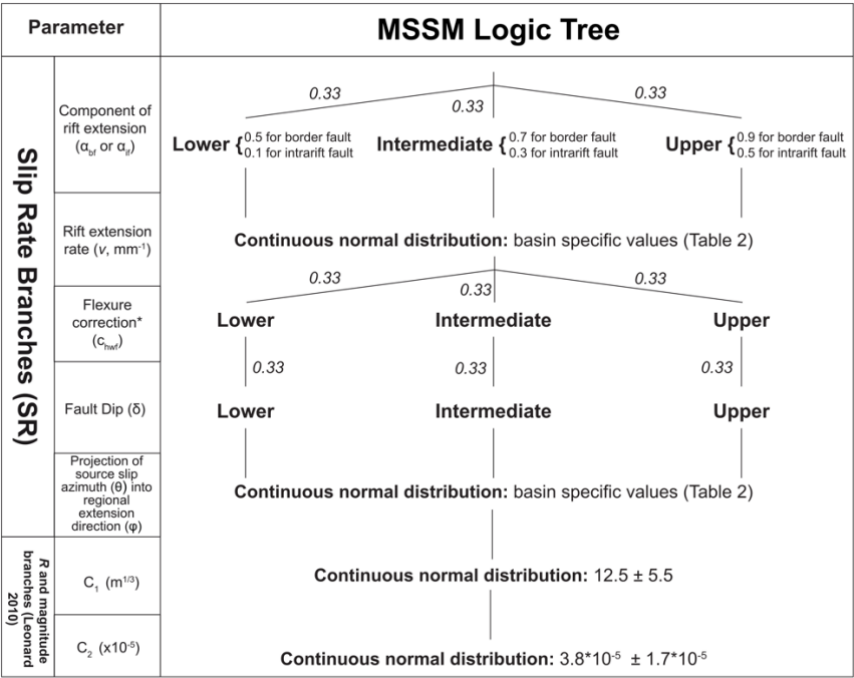 Parameter
MSSM Logic Tree
Slip Rate Branches (SR)
Component of
rift extension
(α_bf or α_if)
0.33
0.33
0.33
Lower { 0.5 for border fault
0.1 for intrarift fault
Intermediate { 0.7 for border fault
0.3 for intrarift fault
Upper { 0.9 for border fault
0.5 for intrarift fault
Rift extension
rate (v, mm⁻¹)
Continuous normal distribution: basin specific values (Table 2)
0.33
0.33
0.33
Flexure
correction*
(c_hwf)
Lower
Intermediate
Upper
0.33
0.33
0.33
Fault Dip (δ)
Lower
Intermediate
Upper
Projection of
source slip
azimuth (θ) into
regional
extension
direction (φ)
Continuous normal distribution: basin specific values (Table 2)
R and magnitude
branches (Leonard
2010)
C₁ (m^1/3)
Continuous normal distribution: 12.5 ± 5.5
C₂ (x10⁻⁵)
Continuous normal distribution: 3.8*10⁻⁵ ± 1.7*10⁻⁵